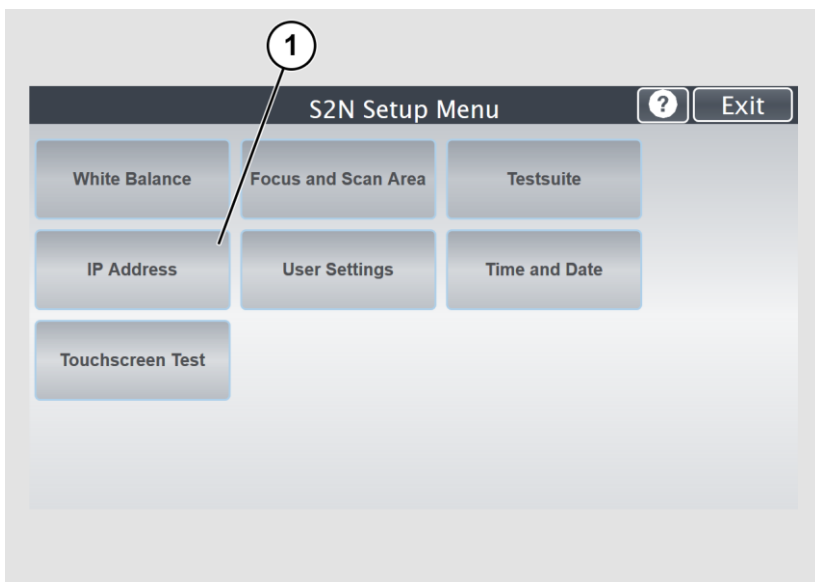 1
S2N Setup Menu ? Exit
White Balance Focus and Scan Area Testsuite
IP Address User Settings Time and Date
Touchscreen Test